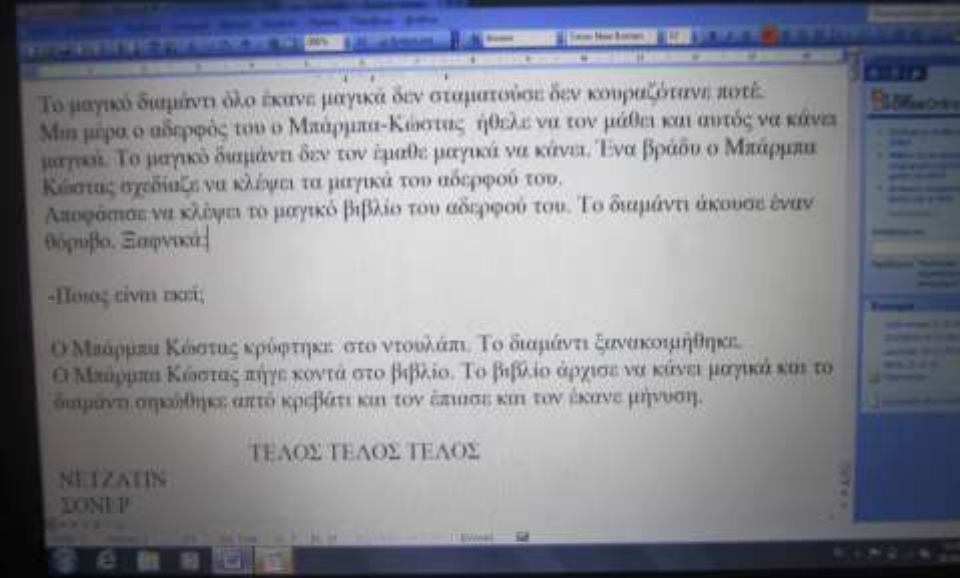 Το μαγικό διαμάντι όλο έκανε μαγικά δεν σταματούσε δεν κουραζότανε ποτέ.
Μια μέρα ο αδερφός του ο Μπάρμπα-Κώστας ήθελε να τον μάθει και αυτός να κάνει
μαγικά. Το μαγικό διαμάντι δεν τον έμαθε μαγικά να κάνει. Ένα βράδυ ο Μπάρμπα
Κώστας σχεδίαζε να κλέψει τα μαγικά του αδερφού του.
Αποφάσισε να κλέψει το μαγικό βιβλίο του αδερφού του. Το διαμάντι άκουσε έναν
θόρυβο. Ξαφνικά:
-Ποιος είναι εκεί;
Ο Μπάρμπα Κώστας κρύφτηκε στο ντουλάπι. Το διαμάντι ξανακοιμήθηκε.
Ο Μπάρμπα Κώστας πήγε κοντά στο βιβλίο. Το βιβλίο άρχισε να κάνει μαγικά και το
διαμάντι σηκώθηκε απτό κρεβάτι και τον έπιασε και τον έκανε μήνυση.
ΤΕΛΟΣ ΤΕΛΟΣ ΤΕΛΟΣ
ΝΕΤΖΑΤΙΝ
ΣΟΝΕΡ